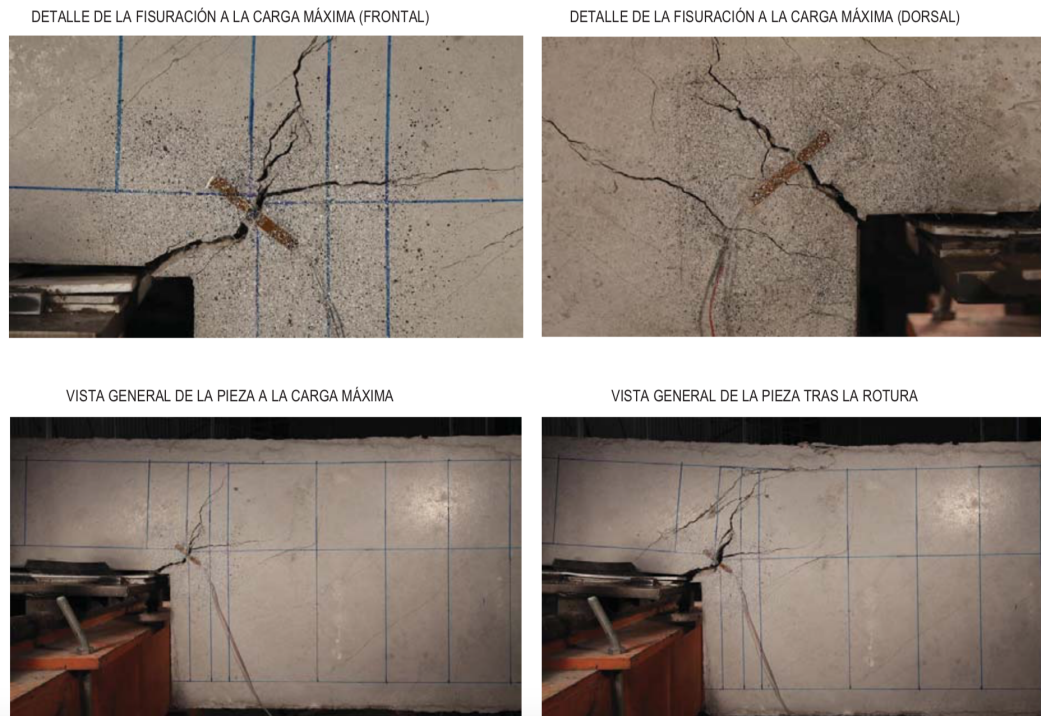 DETALLE DE LA FISURACIÓN A LA CARGA MÁXIMA (FRONTAL)
DETALLE DE LA FISURACIÓN A LA CARGA MÁXIMA (DORSAL)
VISTA GENERAL DE LA PIEZA A LA CARGA MÁXIMA
VISTA GENERAL DE LA PIEZA TRAS LA ROTURA